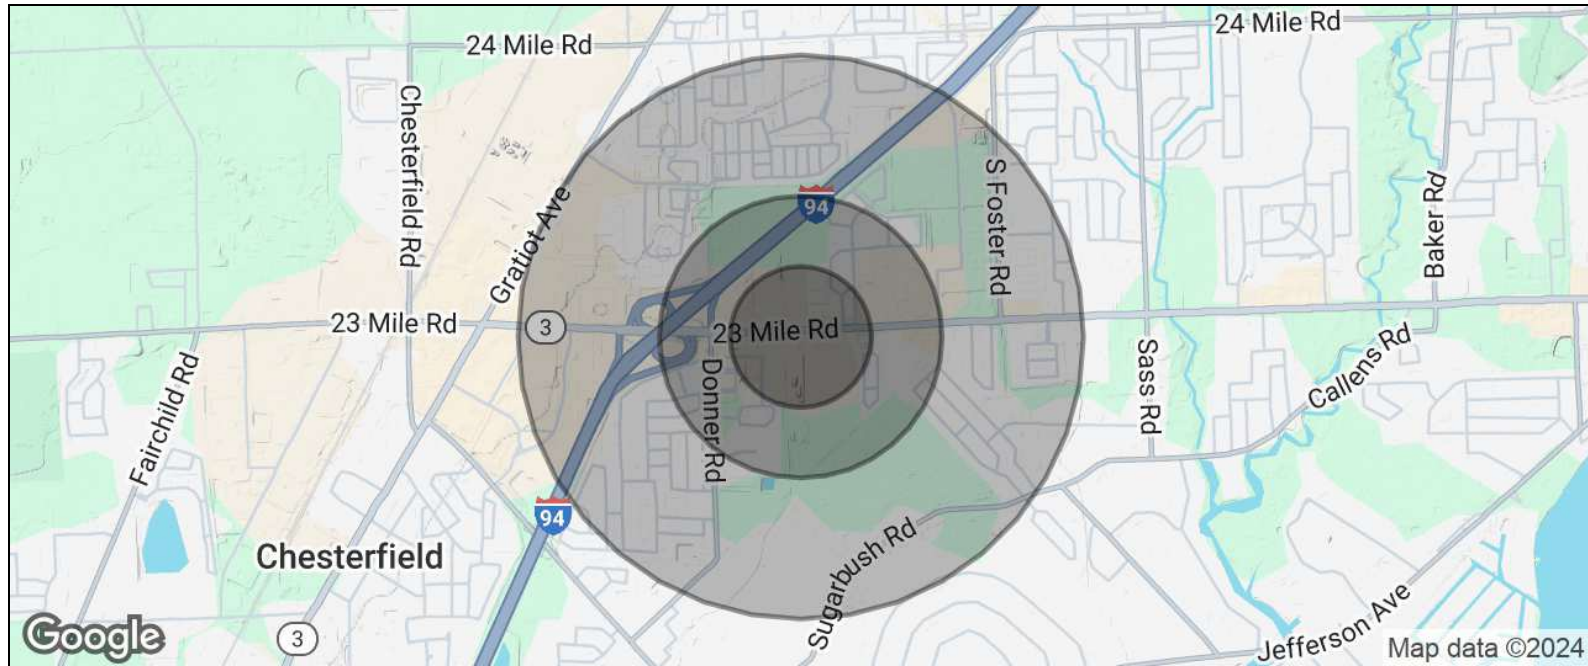 24 Mile Rd
24 Mile Rd
Chesterfield Rd
Gratiot Ave
94
S Foster Rd
Baker Rd
23 Mile Rd
3
23 Mile Rd
Fairchild Rd
Donner Rd
Sass Rd
Callens Rd
94
Chesterfield
Sugarbush Rd
Jefferson Ave
Google
3
Map data ©2024